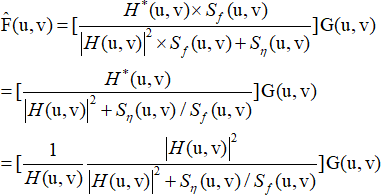 F̂(u,v) = [ H*(u,v)×S_f(u,v) / |H(u,v)|²×S_f(u,v)+S_η(u,v) ]G(u,v)
= [ H*(u,v) / |H(u,v)|²+S_η(u,v)/S_f(u,v) ]G(u,v)
= [ 1 / H(u,v) |H(u,v)|² / |H(u,v)|²+S_η(u,v)/S_f(u,v) ]G(u,v)